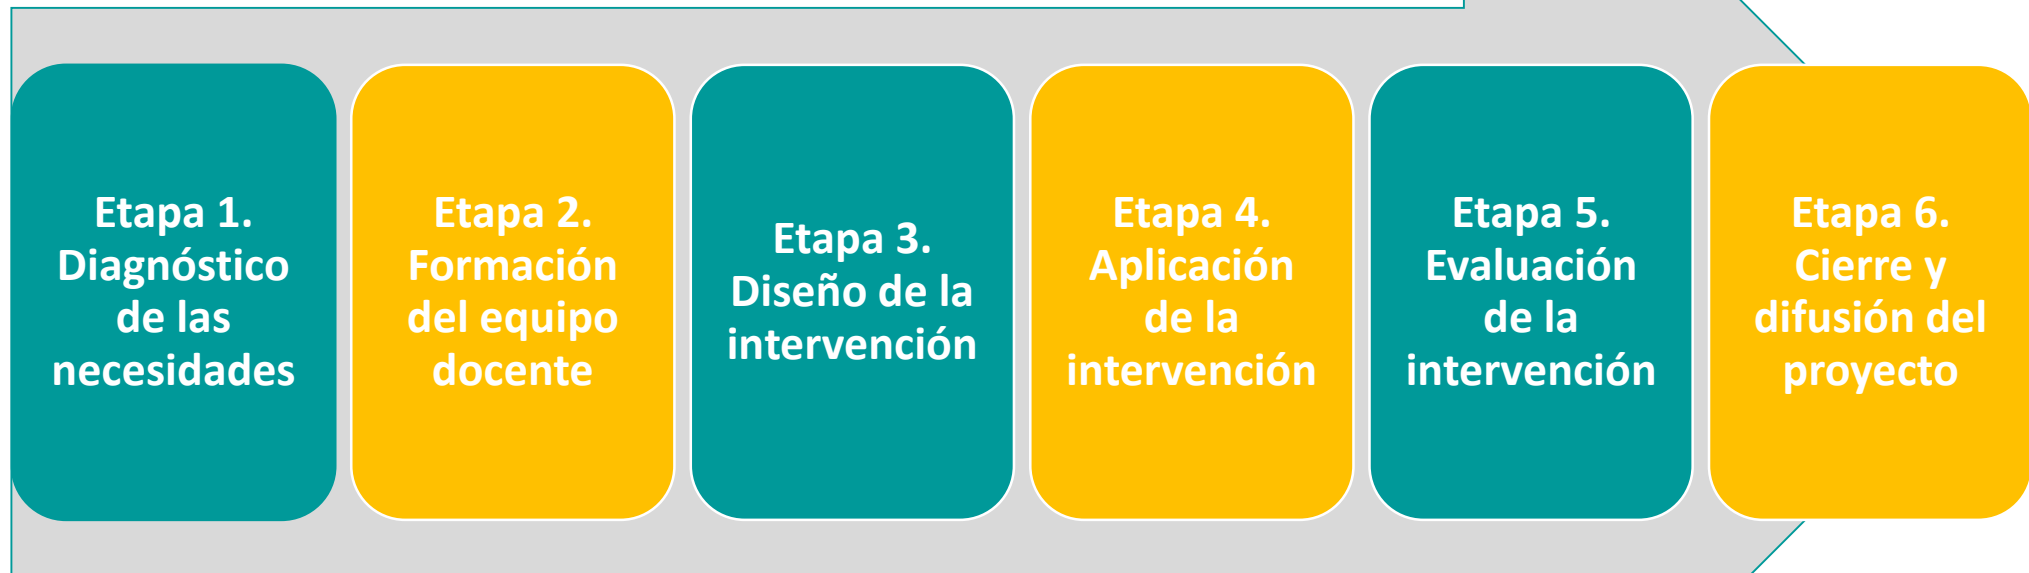 Etapa 1.
Diagnóstico
de las
necesidades
Etapa 2.
Formación
del equipo
docente
Etapa 3.
Diseño de la
intervención
Etapa 4.
Aplicación
de la
intervención
Etapa 5.
Evaluación
de la
intervención
Etapa 6.
Cierre y
difusión del
proyecto